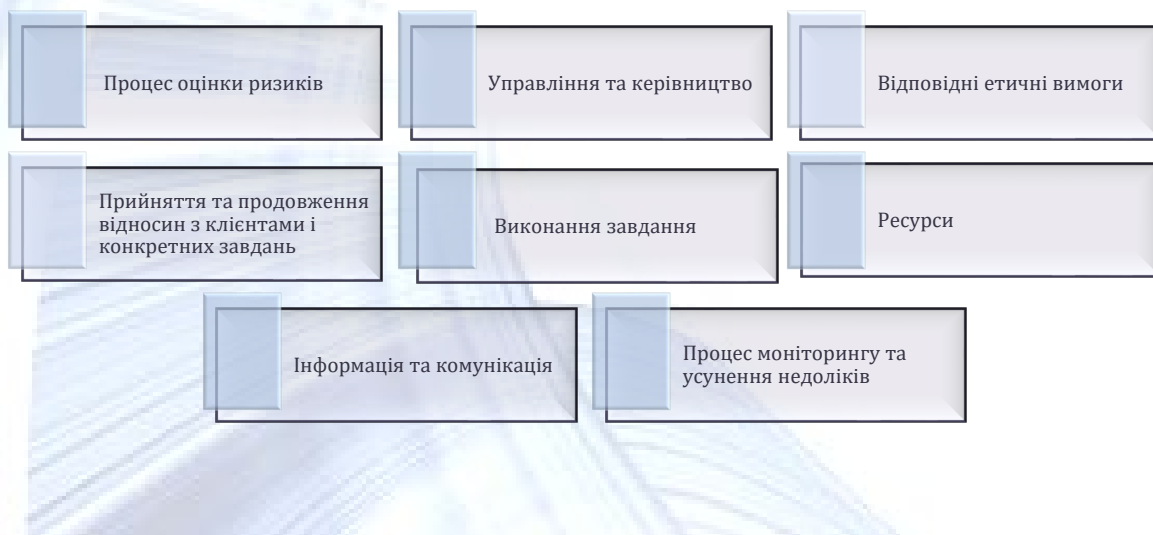 Процес оцінки ризиків
Управління та керівництво
Відповідні етичні вимоги
Прийняття та продовження
відносин з клієнтами і
конкретних завдань
Виконання завдання
Ресурси
Інформація та комунікація
Процес моніторингу та
усунення недоліків